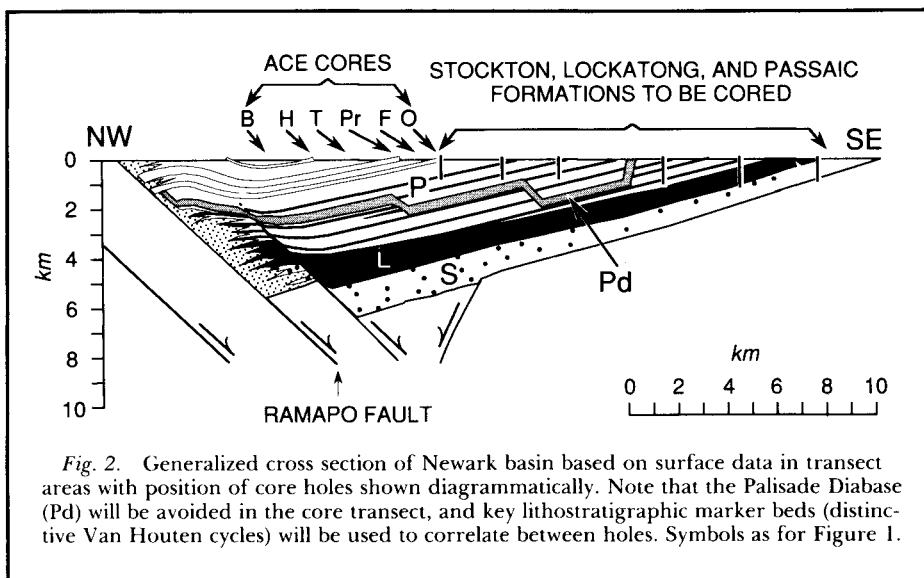 ACE CORES
STOCKTON, LOCKATONG, AND PASSAIC
FORMATIONS TO BE CORED
B H T Pr F O
NW
SE
0
2
4
6
8
10
km
P
L
S
Pd
RAMAPO FAULT
km
0 2 4 6 8 10
Fig. 2. Generalized cross section of Newark basin based on surface data in transect
areas with position of core holes shown diagrammatically. Note that the Palisade Diabase
(Pd) will be avoided in the core transect, and key lithostratigraphic marker beds (distinc-
tive Van Houten cycles) will be used to correlate between holes. Symbols as for Figure 1.